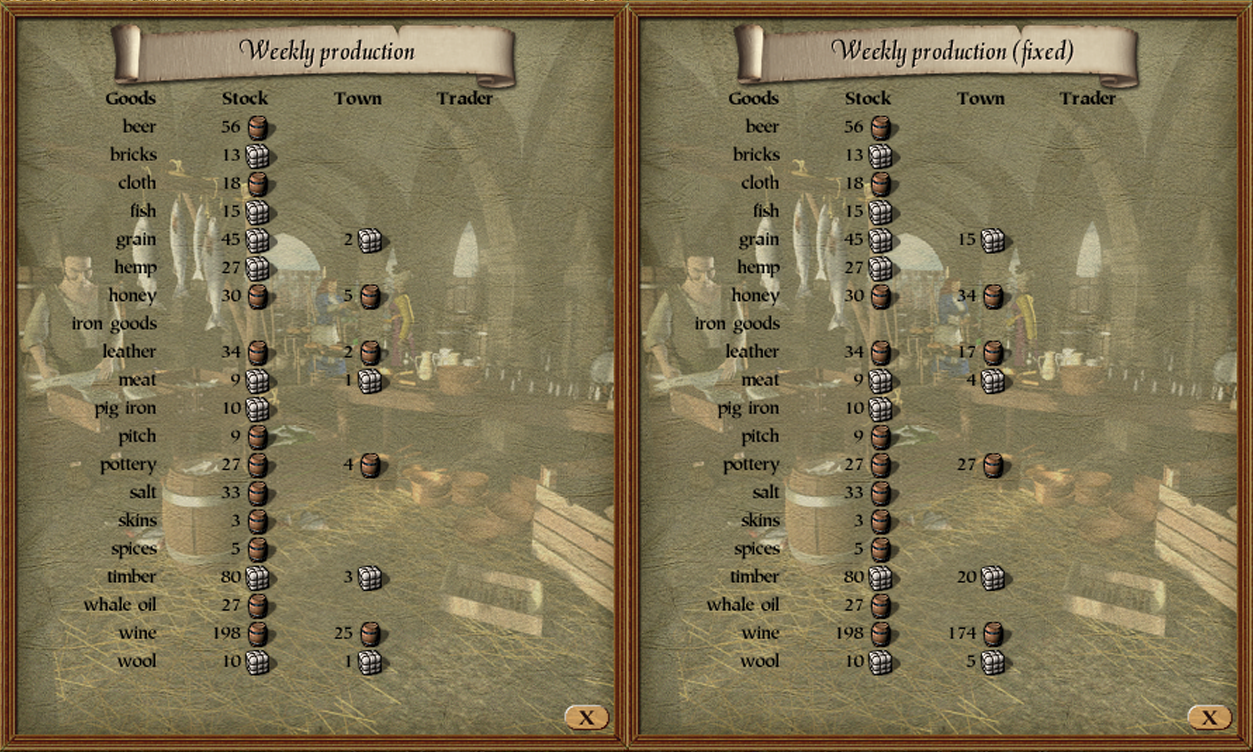 Weekly production
Goods Stock Town Trader
beer 56
bricks 13
cloth 18
fish 15
grain 45 2
hemp 27
honey 30 5
iron goods
leather 34 2
meat 9 1
pig iron 10
pitch 9
pottery 27 4
salt 33
skins 3
spices 5
timber 80 3
whale oil 27
wine 198 25
wool 10 1
X
Weekly production (fixed)
Goods Stock Town Trader
beer 56
bricks 13
cloth 18
fish 15
grain 45 15
hemp 27
honey 30 34
iron goods
leather 34 17
meat 9 4
pig iron 10
pitch 9
pottery 27 27
salt 33
skins 3
spices 5
timber 80 20
whale oil 27
wine 198 174
wool 10 5
X